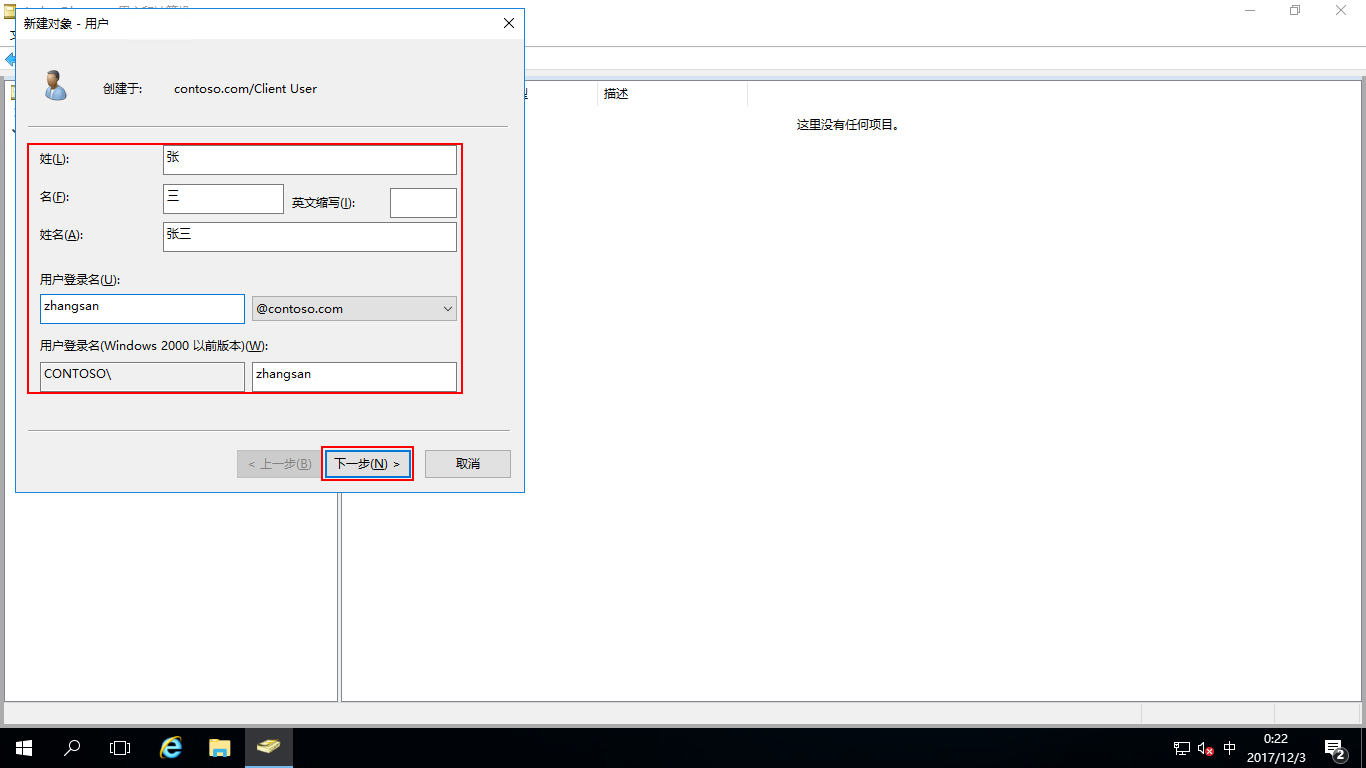 新建对象 - 用户
创建于: contoso.com/Client User
型 描述
这里没有任何项目。
姓(L): 张
名(F): 三 英文缩写(I):
姓名(A): 张三
用户登录名(U):
zhangsan @contoso.com
用户登录名(Windows 2000 以前版本)(W):
CONTOSO\ zhangsan
< 上一步(B) 下一步(N) > 取消
中
0:22
2017/12/3
2